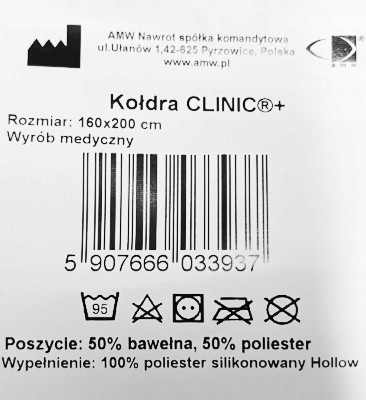 AMW Nawrot spółka komandytowa
ul.Ułanów 1,42-625 Pyrzowice, Polska
www.amw.pl
Kołdra CLINIC®+
Rozmiar: 160x200 cm
Wyrób medyczny
5 907666 033937
95
Poszycie: 50% bawełna, 50% poliester
Wypełnienie: 100% poliester silikonowany Hollow